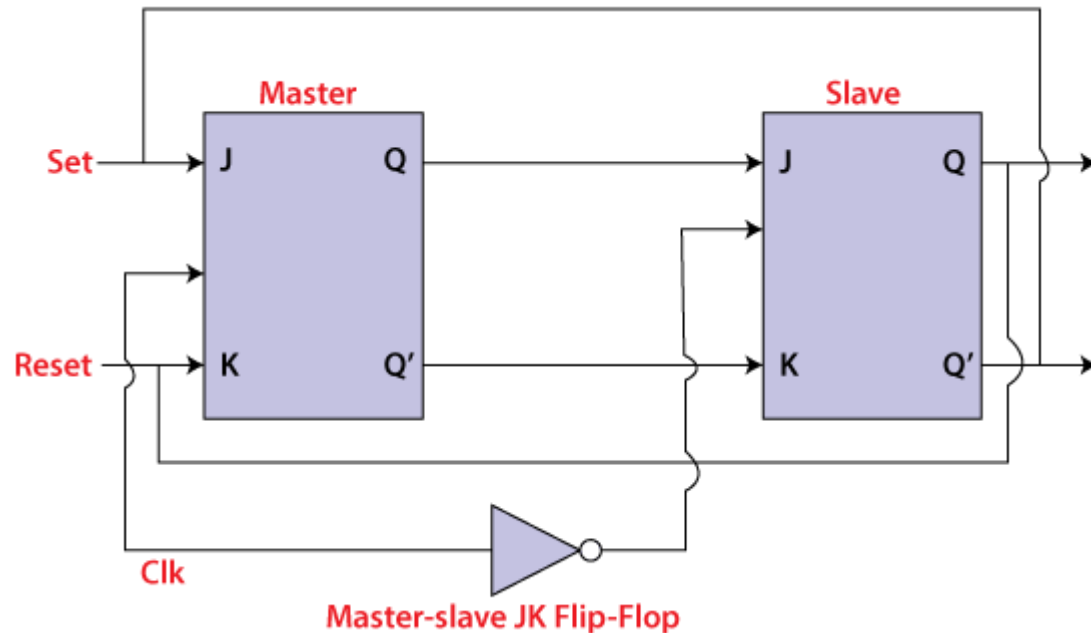 Master
Slave
Set
J
Q
J
Q
Reset
K
Q’
K
Q’
Clk
Master-slave JK Flip-Flop